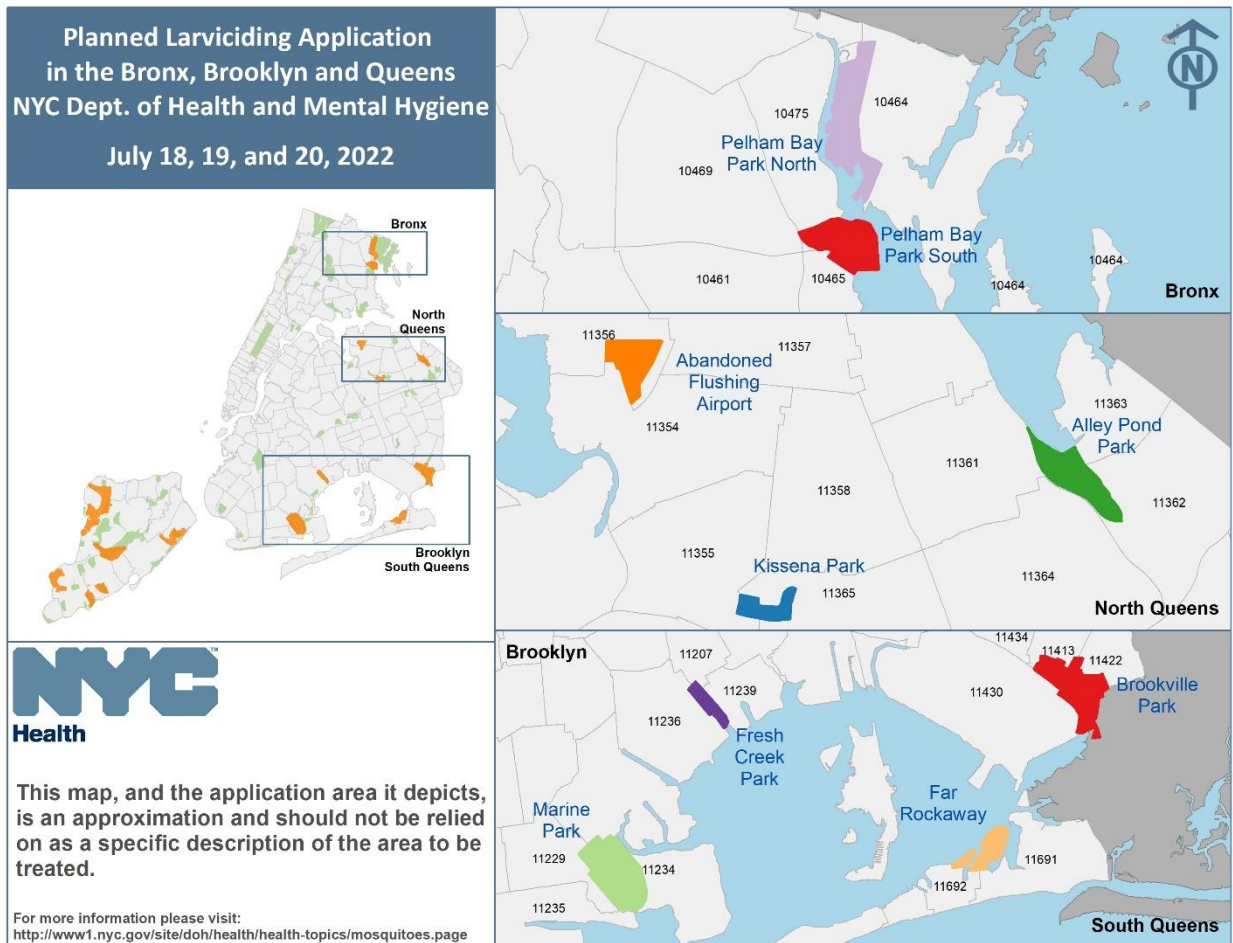 Planned Larviciding Application
in the Bronx, Brooklyn and Queens
NYC Dept. of Health and Mental Hygiene
July 18, 19, and 20, 2022
Bronx
North
Queens
Brooklyn
South Queens
NYC™
Health
This map, and the application area it depicts,
is an approximation and should not be relied
on as a specific description of the area to be
treated.
For more information please visit:
http://www1.nyc.gov/site/doh/health/health-topics/mosquitoes.page
N
10464
10475
Pelham Bay
Park North
10469
Pelham Bay
Park South
10461
10465
10464
10464
Bronx
11356
11357
Abandoned
Flushing
Airport
11354
11363
Alley Pond
Park
11361
11358
11362
11355
Kissena Park
11365
11364
North Queens
Brooklyn
11207
11239
11236
Fresh
Creek
Park
11434
11413
11422
11430
Brookville
Park
Marine
Park
11229
11234
11235
Far
Rockaway
11691
11692
South Queens